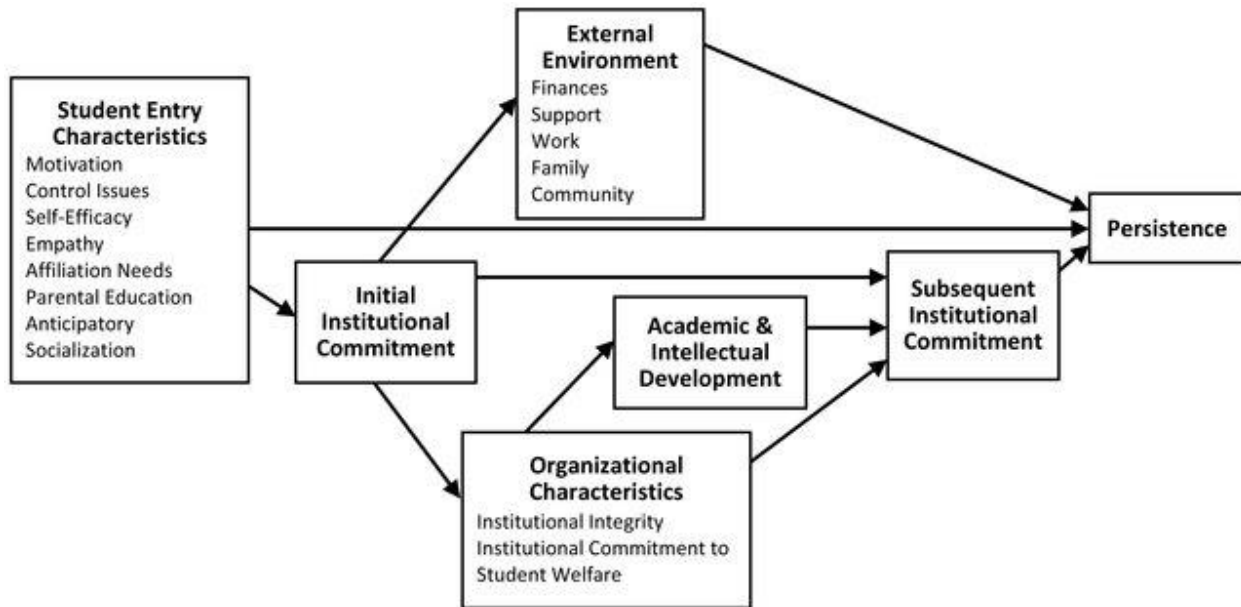 Student Entry
Characteristics
Motivation
Control Issues
Self-Efficacy
Empathy
Affiliation Needs
Parental Education
Anticipatory
Socialization
Initial
Institutional
Commitment
External
Environment
Finances
Support
Work
Family
Community
Organizational
Characteristics
Institutional Integrity
Institutional Commitment to
Student Welfare
Academic &
Intellectual
Development
Subsequent
Institutional
Commitment
Persistence